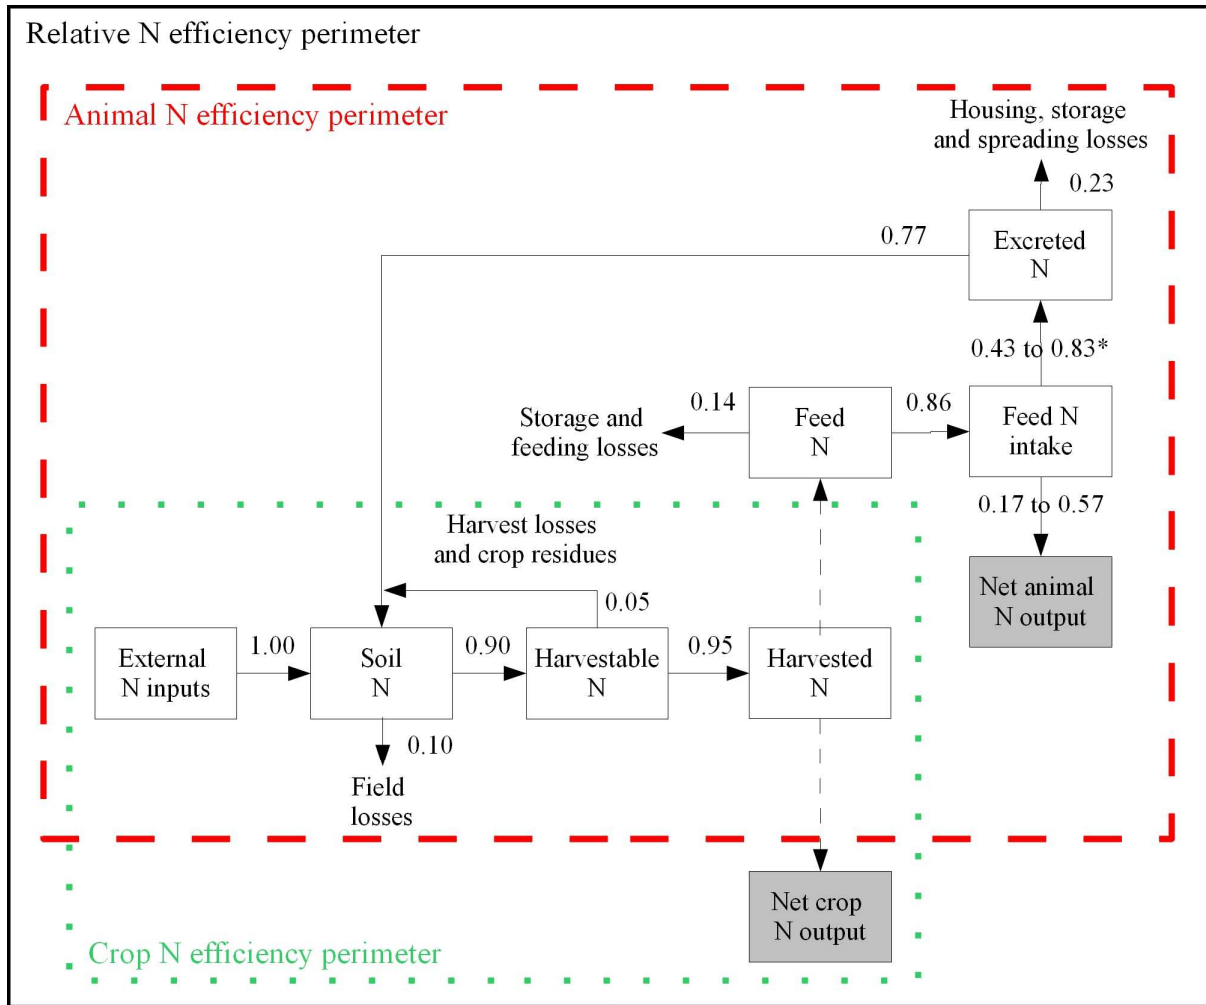 Relative N efficiency perimeter
Animal N efficiency perimeter
Housing, storage
and spreading losses
0.23
0.77
Excreted
N
0.43 to 0.83*
Storage and
feeding losses
0.14
Feed
N
0.86
Feed N
intake
0.17 to 0.57
Net animal
N output
Harvest losses
and crop residues
0.05
External
N inputs
1.00
Soil
N
0.90
Harvestable
N
0.95
Harvested
N
0.10
Field
losses
Net crop
N output
Crop N efficiency perimeter